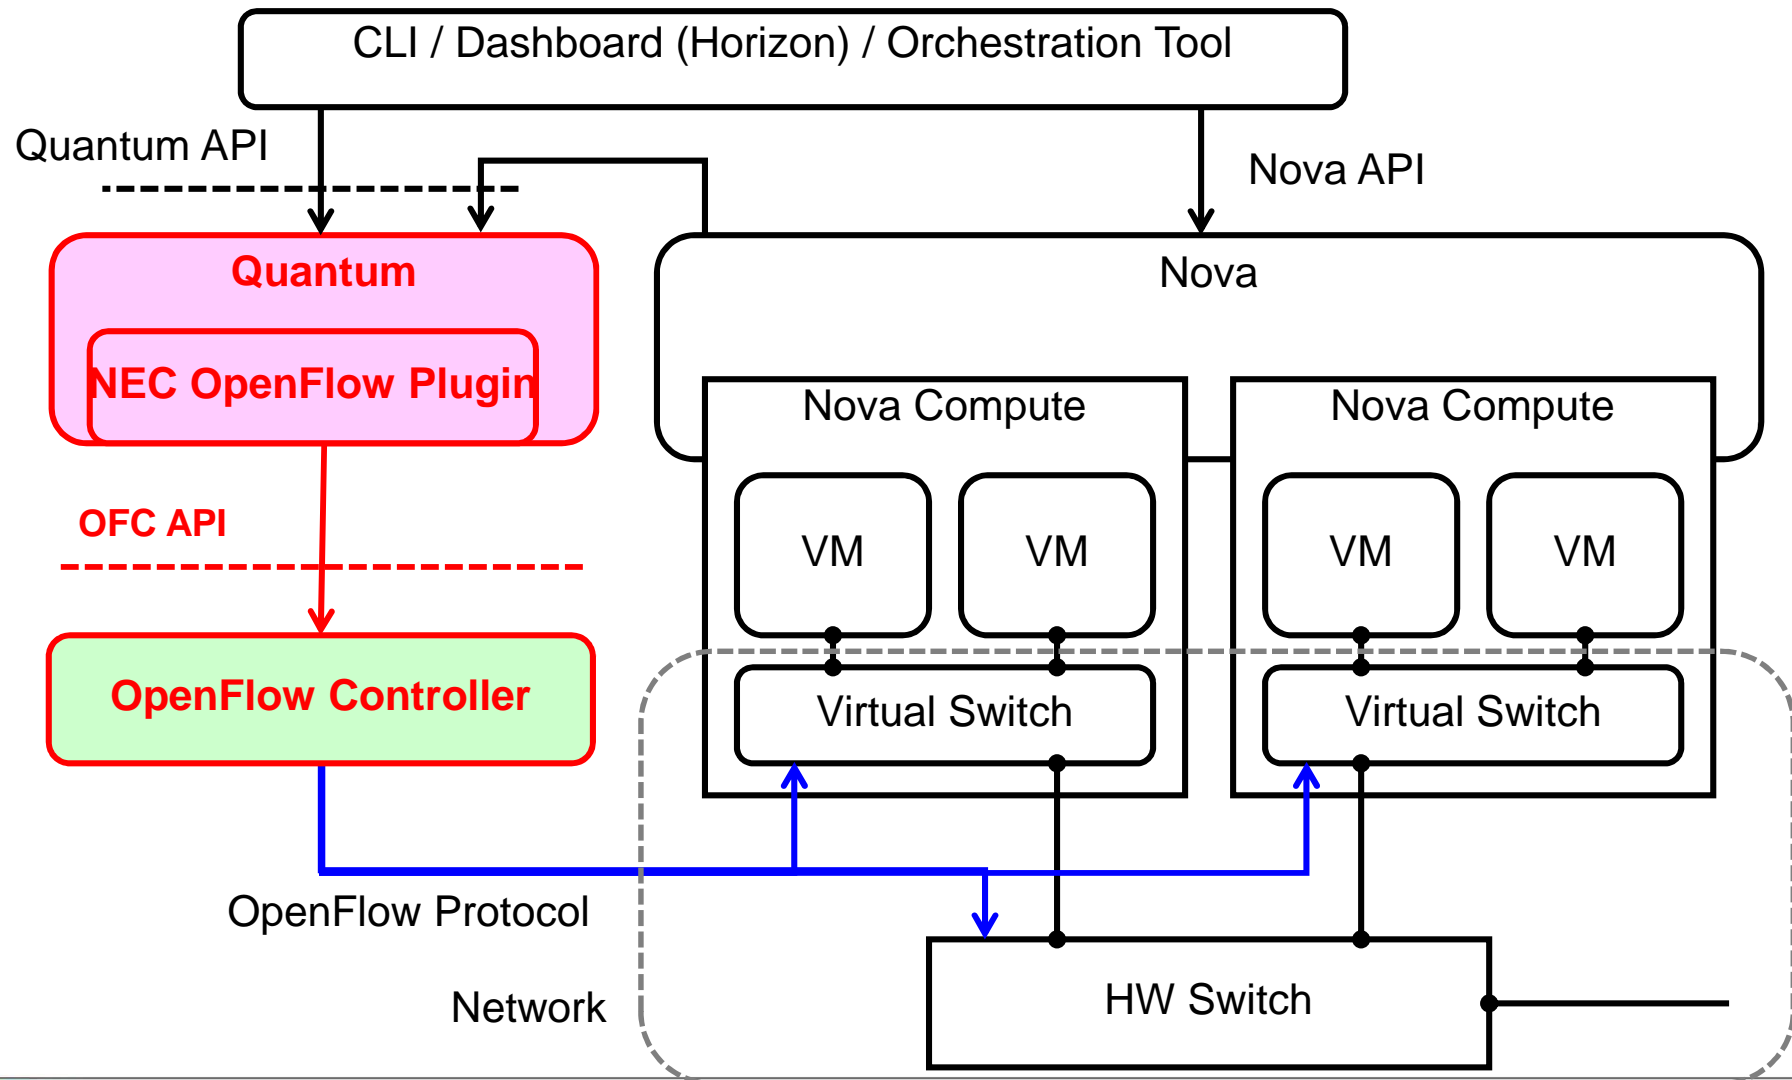 CLI / Dashboard (Horizon) / Orchestration Tool
Quantum API
Nova API
Quantum
Nova
NEC OpenFlow Plugin
Nova Compute
Nova Compute
OFC API
VM
VM
VM
VM
OpenFlow Controller
Virtual Switch
Virtual Switch
OpenFlow Protocol
Network
HW Switch